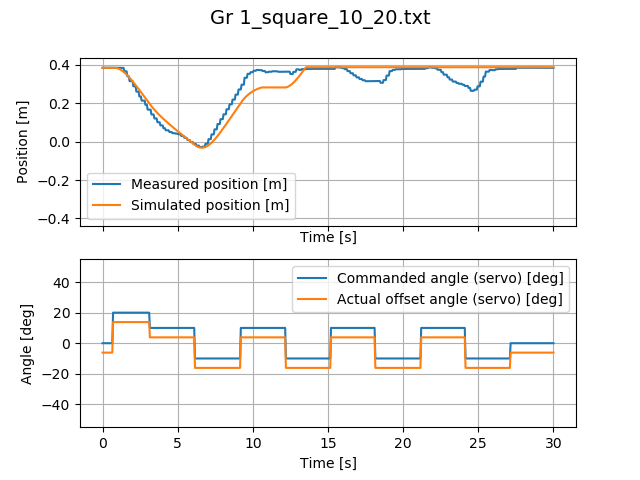 Gr 1_square_10_20.txt
Position [m]
0.4
0.2
0.0
−0.2
−0.4
Measured position [m]
Simulated position [m]
Time [s]
Angle [deg]
40
20
0
−20
−40
Commanded angle (servo) [deg]
Actual offset angle (servo) [deg]
0 5 10 15 20 25 30
Time [s]